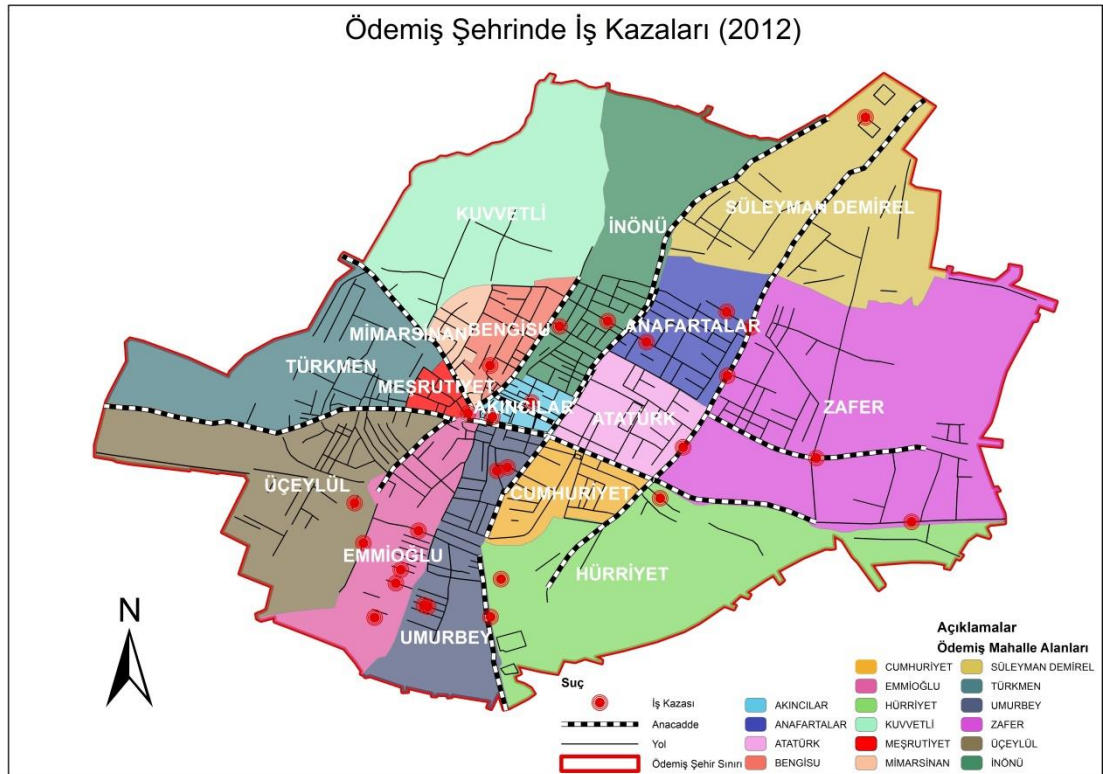 Ödemiş Şehrinde İş Kazaları (2012)
SÜLEYMAN DEMİREL
KUVVETLİ
İNÖNÜ
ANAFARTALAR
MİMARSİNAN
BENGİSU
TÜRKMEN
MEŞRUTİYET
AKINCILAR
ATATÜRK
ZAFER
ÜÇEYLÜL
CUMHURİYET
EMMİOĞLU
HÜRRİYET
UMURBEY
N
Suç
İş Kazası
Anacadde
Yol
Ödemiş Şehir Sınırı
Açıklamalar
Ödemiş Mahalle Alanları
AKINCILAR
ANAFARTALAR
ATATÜRK
BENGİSU
CUMHURİYET
EMMİOĞLU
HÜRRİYET
KUVVETLİ
MEŞRUTİYET
MİMARSİNAN
SÜLEYMAN DEMİREL
TÜRKMEN
UMURBEY
ZAFER
ÜÇEYLÜL
İNÖNÜ